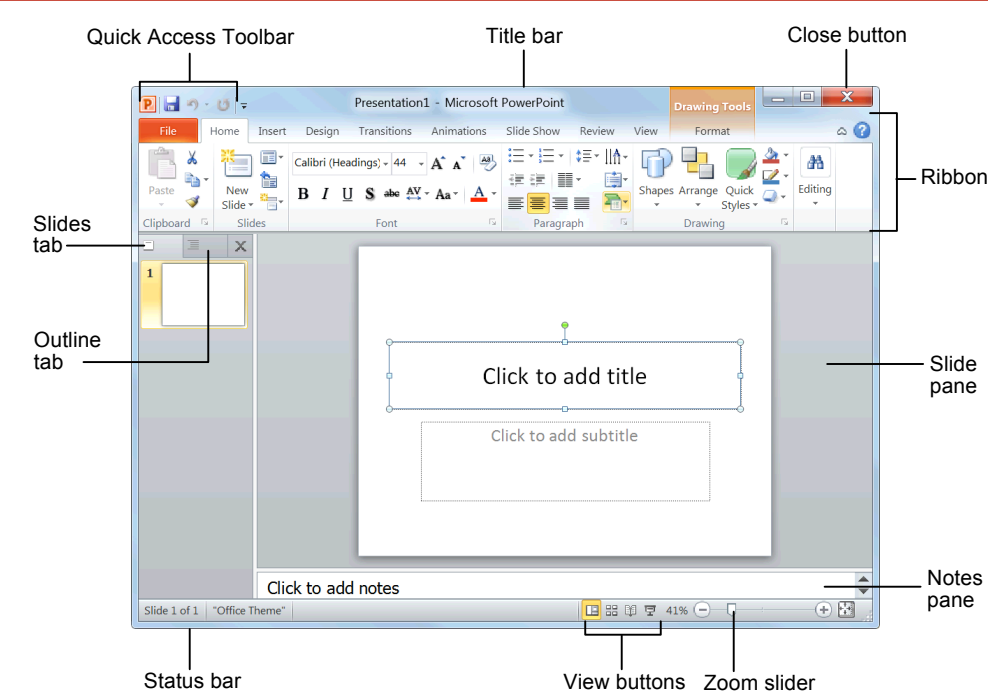 Quick Access Toolbar
Title bar
Close button
P
Presentation1 - Microsoft PowerPoint
Drawing Tools
File Home Insert Design Transitions Animations Slide Show Review View Format
Ribbon
Paste
New
Slide
Calibri (Headings) 44 A A
B I U S abc AV Aa A
Shapes Arrange Quick
Styles
Editing
Clipboard Slides Font Paragraph Drawing
Slides
tab
1
Outline
tab
Click to add title
Click to add subtitle
Slide
pane
Click to add notes
Notes
pane
Slide 1 of 1 "Office Theme" 41%
Status bar
View buttons
Zoom slider